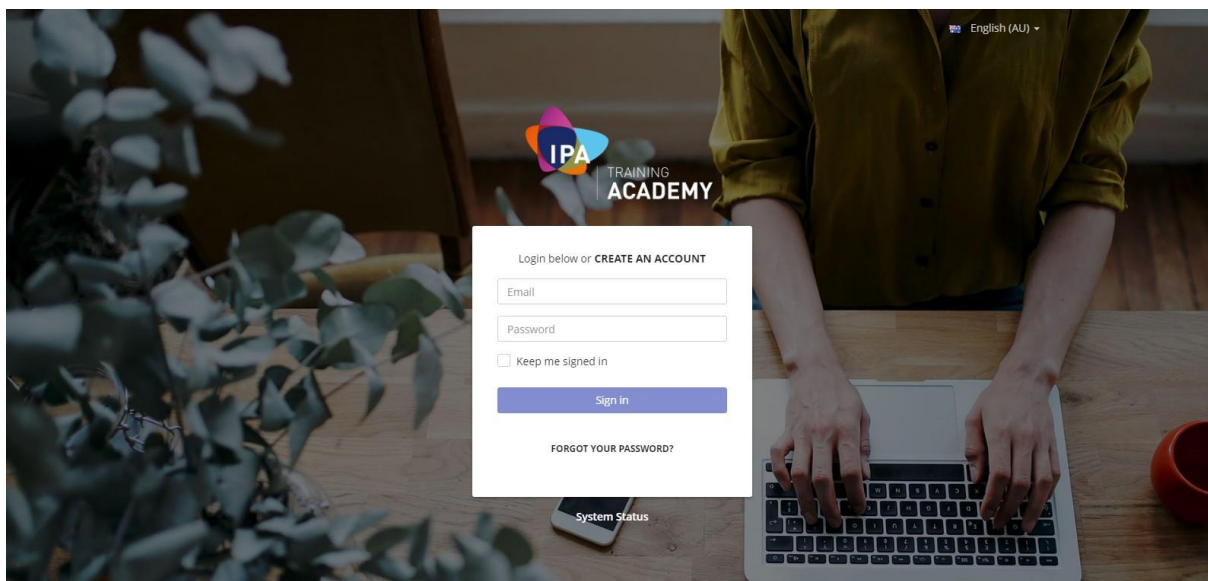 English (AU)
IPA
TRAINING
ACADEMY
Login below or CREATE AN ACCOUNT
Email
Password
Keep me signed in
Sign in
FORGOT YOUR PASSWORD?
System Status